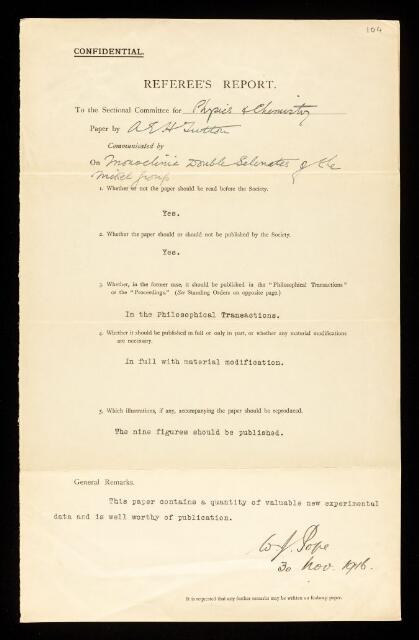 104
CONFIDENTIAL.
REFEREE'S REPORT.
To the Sectional Committee for Physics & Chemistry
Paper by A E H Tutton
Communicated by
On Monoclinic Double Selenates of the
Nickel group
1. Whether or not the paper should be read before the Society.
Yes.
2. Whether the paper should or should not be published by the Society.
Yes.
3. Whether, in the former case, it should be published in the "Philosophical Transactions"
or the "Proceedings." (See Standing Orders on opposite page.)
In the Philosophical Transactions.
4. Whether it should be published in full or only in part, or whether any material modifications
are necessary.
In full with material modification.
5. Which illustrations, if any, accompanying the paper should be reproduced.
The nine figures should be published.
General Remarks.
This paper contains a quantity of valuable new experimental
data and is well worthy of publication.
W J. Pope
30 Nov. 1916.
It is requested that any further remarks may be written on foolscap paper.